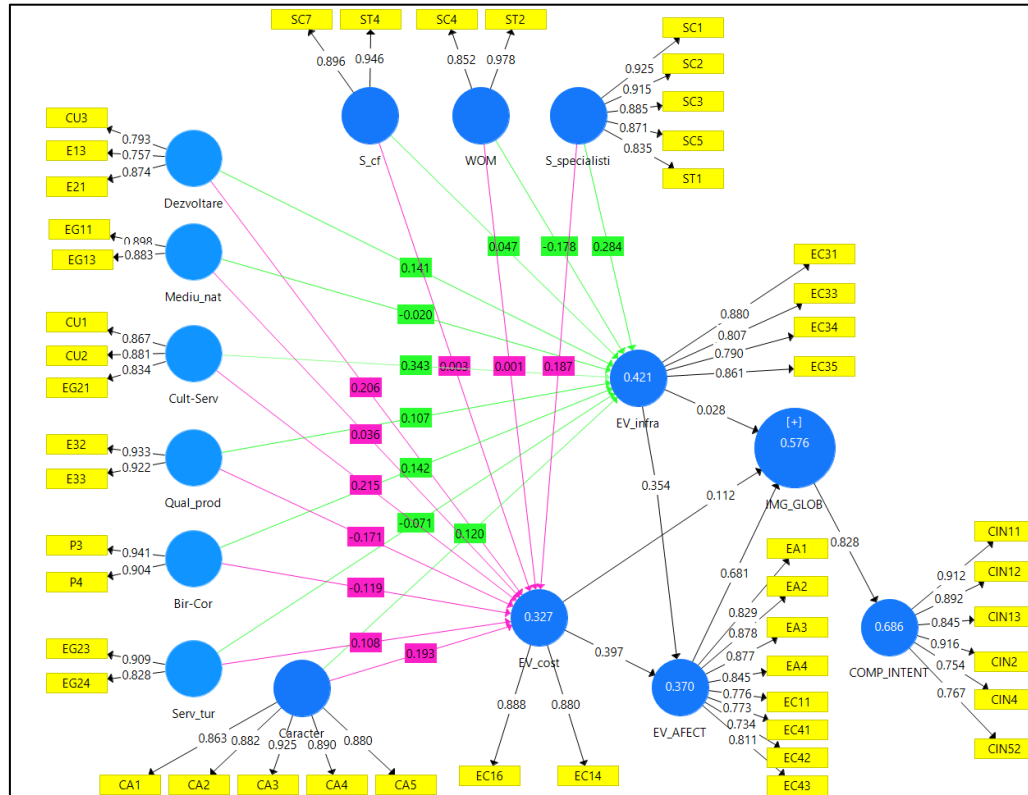 SC7
ST4
SC4
ST2
SC1
SC2
SC3
SC5
ST1
0.896
0.946
0.852
0.978
0.925
0.915
0.885
0.871
0.835
S_cf
WOM
S_specialisti
CU3
E13
E21
0.793
0.757
0.874
Dezvoltare
EG11
EG13
0.898
0.883
Mediu_nat
CU1
CU2
EG21
0.867
0.881
0.834
Cult-Serv
E32
E33
0.933
0.922
Qual_prod
P3
P4
0.941
0.904
Bir-Cor
EG23
EG24
0.909
0.828
Serv_tur
Caracter
0.863
0.882
0.925
0.890
0.880
CA1
CA2
CA3
CA4
CA5
0.047
-0.178
0.284
0.141
-0.020
0.343
0.107
0.142
-0.071
0.120
0.003
0.001
0.187
0.206
0.036
0.215
-0.171
-0.119
0.108
0.193
0.421
EV_infra
0.880
0.807
0.790
0.861
EC31
EC33
EC34
EC35
0.028
0.354
0.112
[+]
0.576
IMG_GLOB
0.681
0.828
0.327
EV_cost
0.397
0.888
0.880
EC16
EC14
0.370
EV_AFECT
0.829
0.878
0.877
0.845
0.776
0.773
0.734
0.811
EA1
EA2
EA3
EA4
EC11
EC41
EC42
EC43
0.686
COMP_INTENT
0.912
0.892
0.845
0.916
0.754
0.767
CIN11
CIN12
CIN13
CIN2
CIN4
CIN52